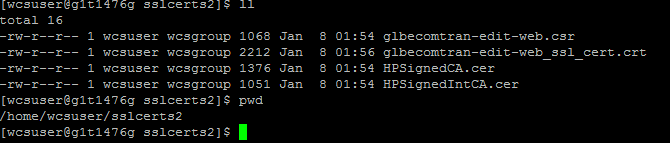 [wcsuser@g1t1476g sslcerts2]$ ll
total 16
-rw-r--r-- 1 wcsuser wcsgroup 1068 Jan  8 01:54 glbecomtran-edit-web.csr
-rw-r--r-- 1 wcsuser wcsgroup 2212 Jan  8 01:56 glbecomtran-edit-web_ssl_cert.crt
-rw-r--r-- 1 wcsuser wcsgroup 1376 Jan  8 01:54 HPSignedCA.cer
-rw-r--r-- 1 wcsuser wcsgroup 1051 Jan  8 01:54 HPSignedIntCA.cer
[wcsuser@g1t1476g sslcerts2]$ pwd
/home/wcsuser/sslcerts2
[wcsuser@g1t1476g sslcerts2]$